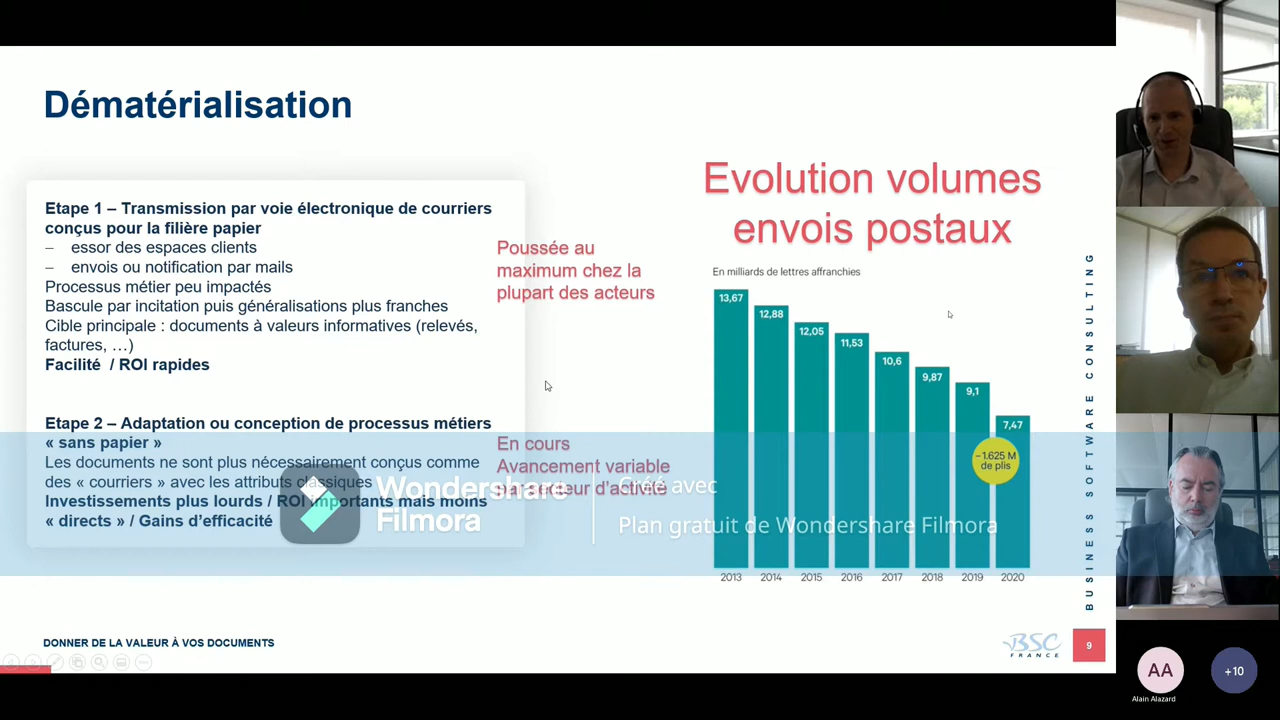 Dématérialisation
Etape 1 – Transmission par voie électronique de courriers
conçus pour la filière papier
– essor des espaces clients
– envois ou notification par mails
Processus métier peu impactés
Bascule par incitation puis généralisations plus franches
Cible principale : documents à valeurs informatives (relevés,
factures, …)
Facilité / ROI rapides
Etape 2 – Adaptation ou conception de processus métiers
« sans papier »
Les documents ne sont plus nécessairement conçus comme
des « courriers » avec les attributs classiques
Investissements plus lourds / ROI importants mais moins
« directs » / Gains d'efficacité
Poussée au
maximum chez la
plupart des acteurs
En cours
Avancement variable
par secteur d'activité
Evolution volumes
envois postaux
En milliards de lettres affranchies
13,67
12,88
12,05
11,53
10,6
9,87
9,1
7,47
– 1.625 M
de plis
2013 2014 2015 2016 2017 2018 2019 2020
Wondershare
Filmora
Créé avec
Plan gratuit de Wondershare Filmora
BUSINESS SOFTWARE CONSULTING
DONNER DE LA VALEUR À VOS DOCUMENTS
BSC
FRANCE
9
AA
Alain Alazard
+10